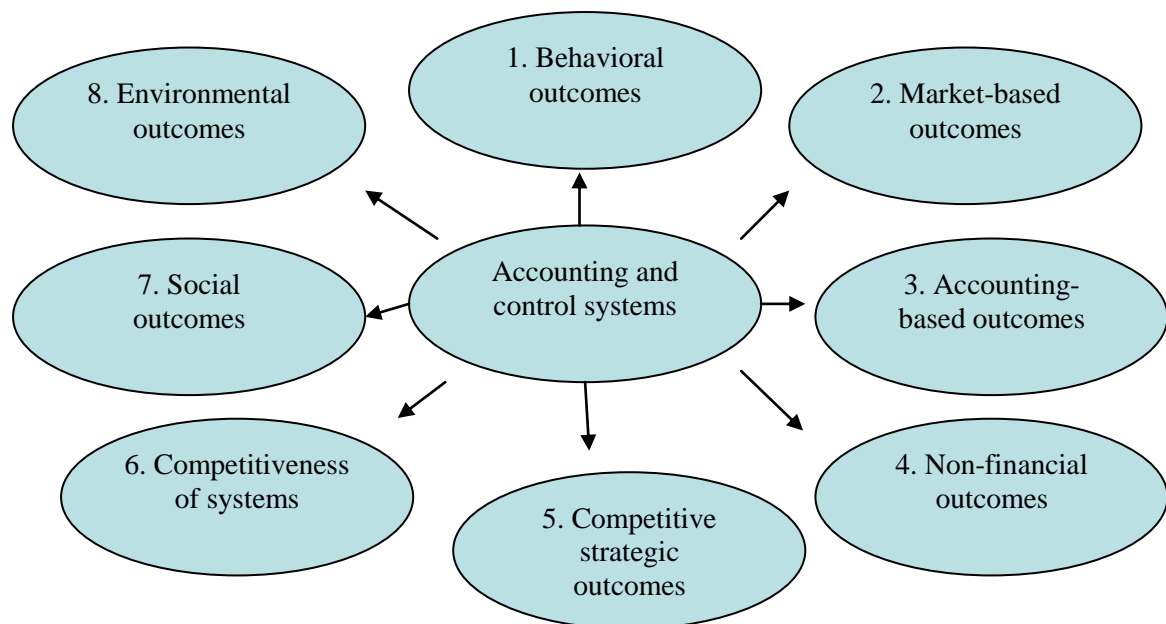 1. Behavioral
outcomes
2. Market-based
outcomes
3. Accounting-
based outcomes
4. Non-financial
outcomes
5. Competitive
strategic
outcomes
6. Competitiveness
of systems
7. Social
outcomes
8. Environmental
outcomes
Accounting and
control systems